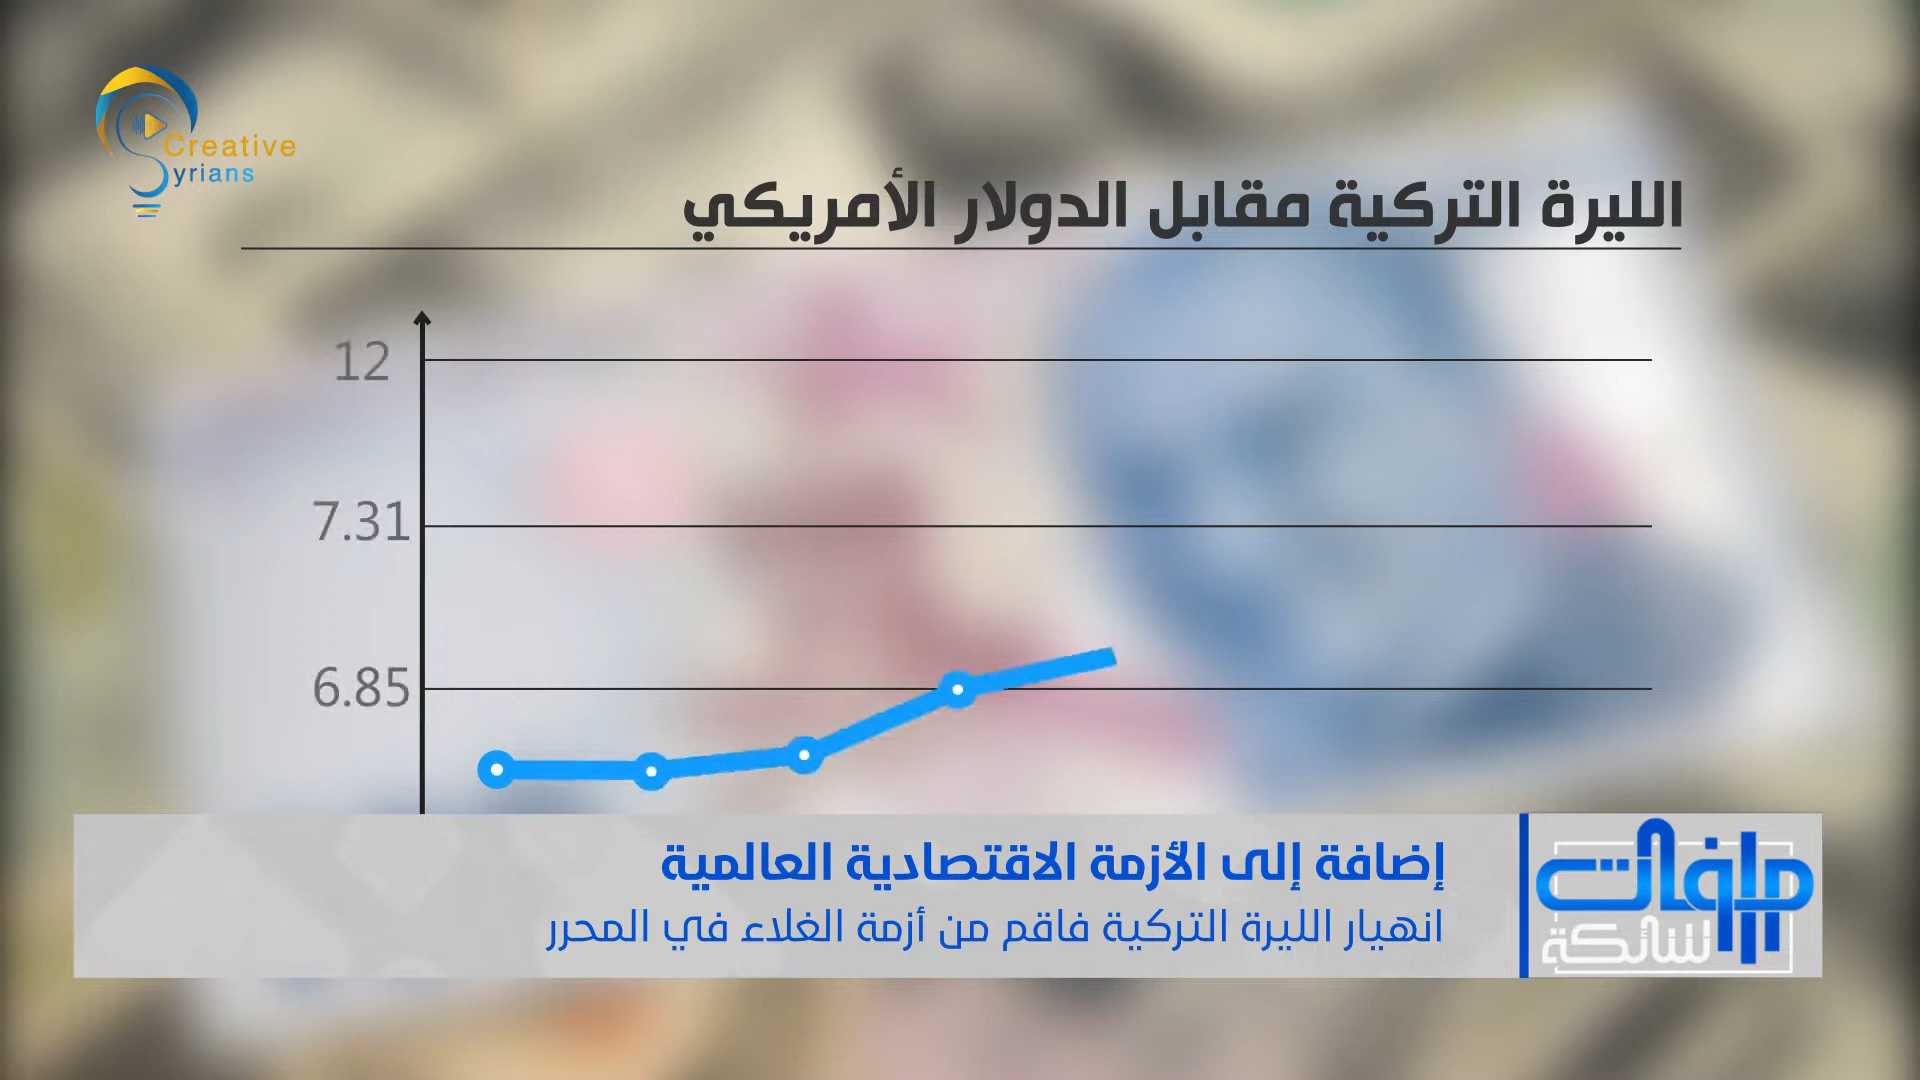 Creative
Syrians
الليرة التركية مقابل الدولار الأمريكي
12
7.31
6.85
إضافة إلى الأزمة الاقتصادية العالمية
انهيار الليرة التركية فاقم من أزمة الغلاء في المحرر
ملفات
شائكة